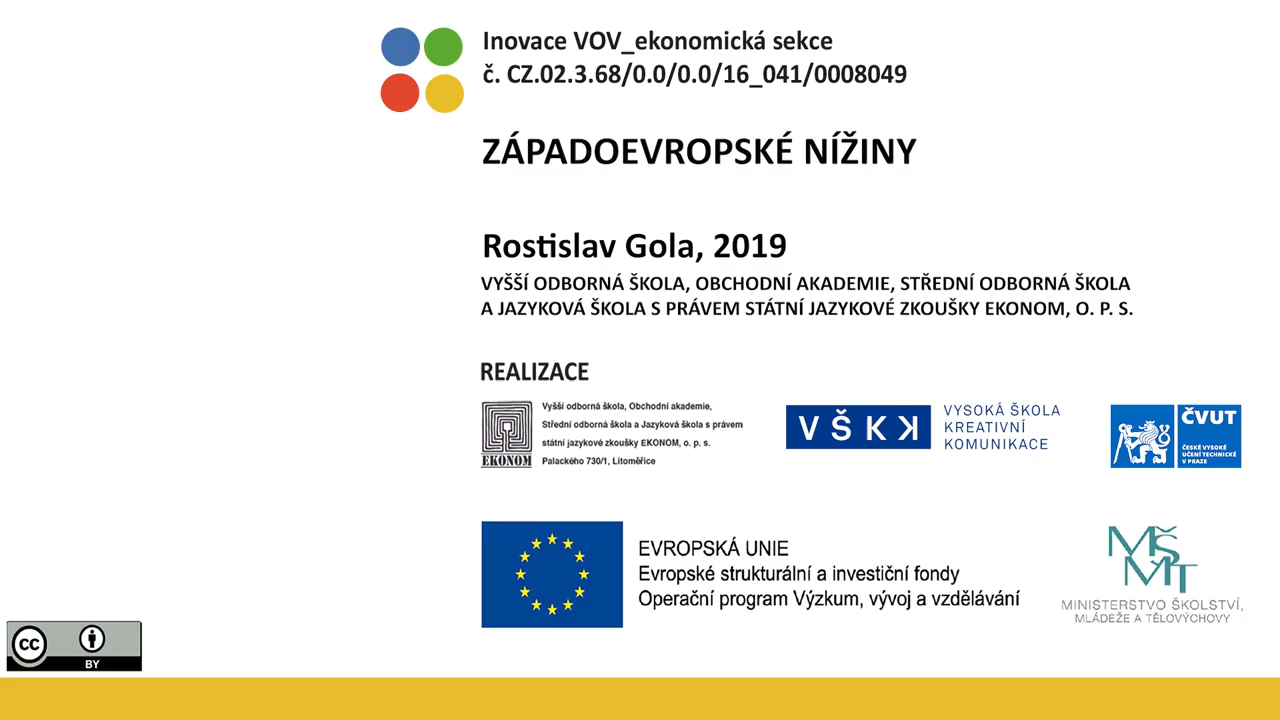 Inovace VOV_ekonomická sekce
č. CZ.02.3.68/0.0/0.0/16_041/0008049
ZÁPADOEVROPSKÉ NÍŽINY
Rostislav Gola, 2019
VYŠŠÍ ODBORNÁ ŠKOLA, OBCHODNÍ AKADEMIE, STŘEDNÍ ODBORNÁ ŠKOLA
A JAZYKOVÁ ŠKOLA S PRÁVEM STÁTNÍ JAZYKOVÉ ZKOUŠKY EKONOM, O. P. S.
REALIZACE
EKONOM
Vyšší odborná škola, Obchodní akademie,
Střední odborná škola a Jazyková škola s právem
státní jazykové zkoušky EKONOM, o. p. s.
Palackého 730/1, Litoměřice
VŠKK
VYSOKÁ ŠKOLA
KREATIVNÍ
KOMUNIKACE
ČVUT
ČESKÉ VYSOKÉ
UČENÍ TECHNICKÉ
V PRAZE
EVROPSKÁ UNIE
Evropské strukturální a investiční fondy
Operační program Výzkum, vývoj a vzdělávání
MŠMT
MINISTERSTVO ŠKOLSTVÍ,
MLÁDEŽE A TĚLOVÝCHOVY
CC
BY